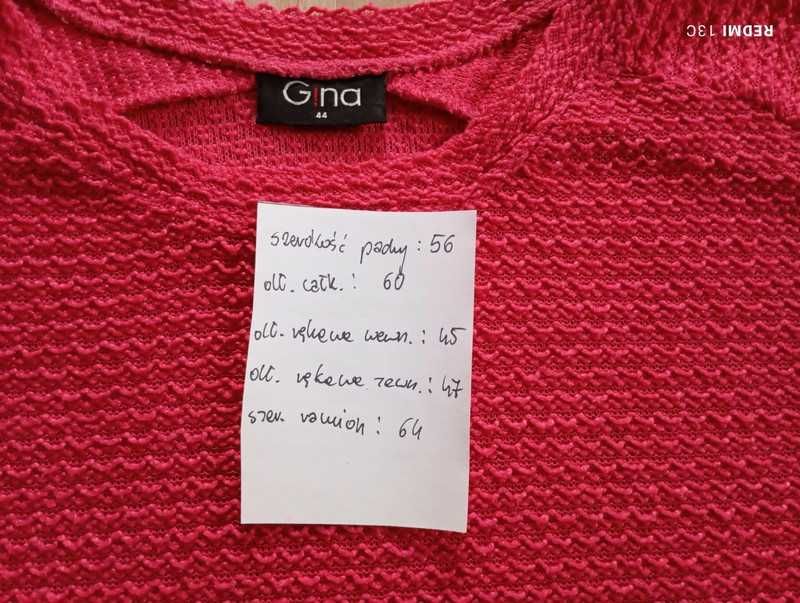 REDMI 13C
G!na
44
szerokość pachy : 56
dł. całk. : 60
dł. rękawa wewn. : 45
dł. rękawa zewn. : 47
szer. ramion : 64